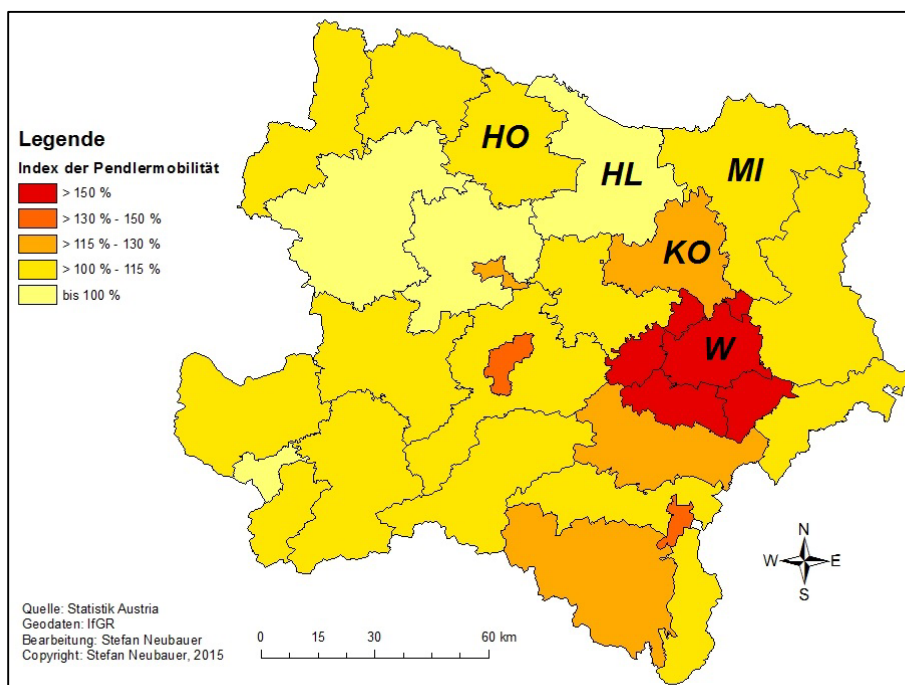 HO
HL
MI
KO
W
Legende
Index der Pendlermobilität
> 150 %
> 130 % - 150 %
> 115 % - 130 %
> 100 % - 115 %
bis 100 %
N
W E
S
Quelle: Statistik Austria
Geodaten: IfGR
Bearbeitung: Stefan Neubauer
Copyright: Stefan Neubauer, 2015
0 15 30 60 km